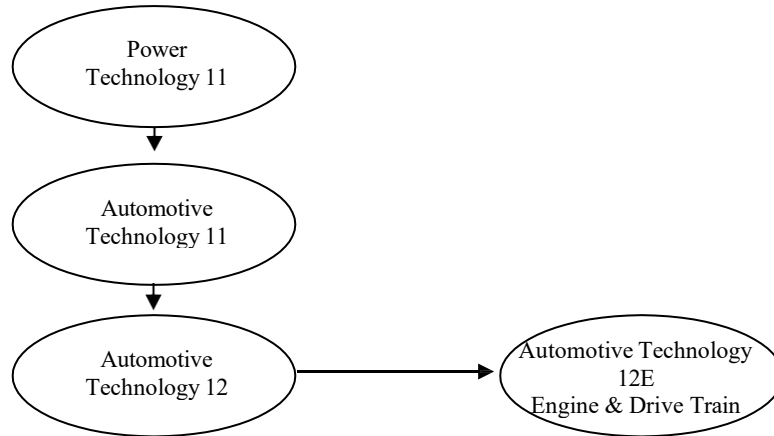 Power
Technology 11
Automotive
Technology 11
Automotive
Technology 12
Automotive Technology
12E
Engine & Drive Train